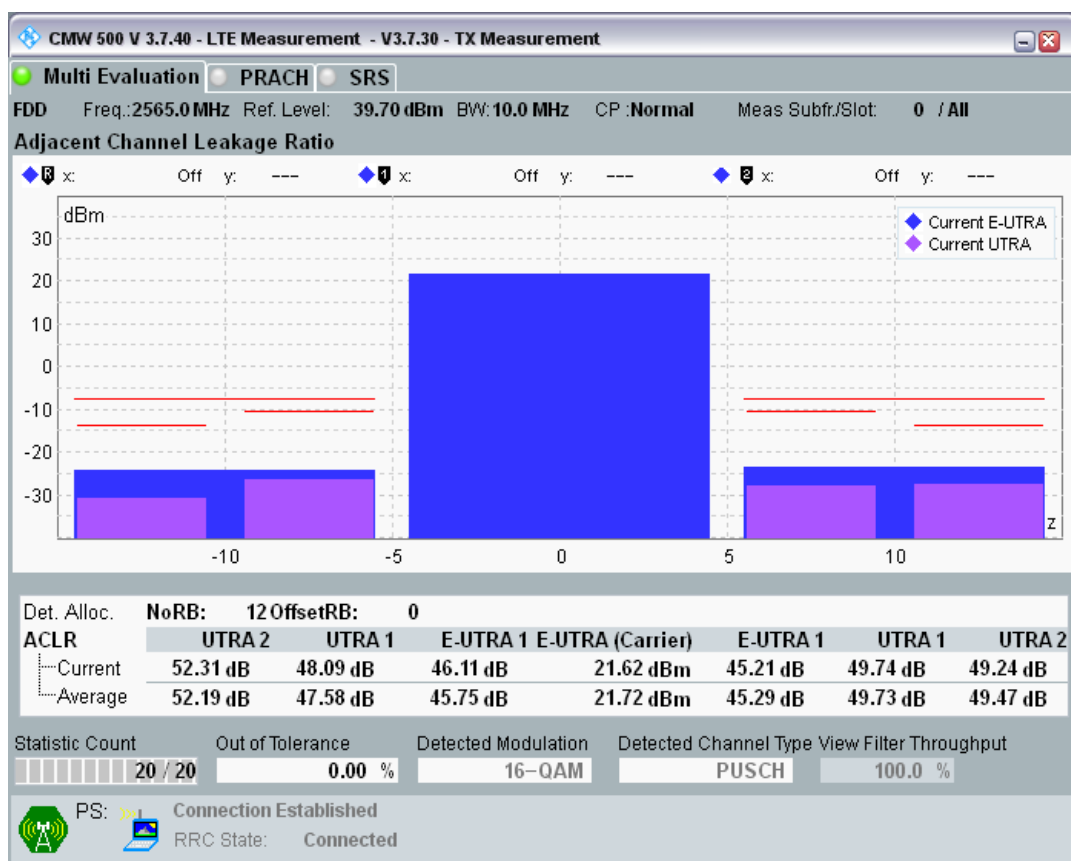 CMW 500 V 3.7.40 - LTE Measurement - V3.7.30 - TX Measurement
Multi Evaluation PRACH SRS
FDD Freq.:2565.0 MHz Ref. Level: 39.70 dBm BW: 10.0 MHz CP :Normal Meas Subfr./Slot: 0 / All
Adjacent Channel Leakage Ratio
R x: Off y: --- 1 x: Off y: --- 2 x: Off y: ---
dBm
Current E-UTRA
Current UTRA
30
20
10
0
-10
-20
-30
z
-10 -5 0 5 10
Det. Alloc. NoRB: 12 OffsetRB: 0
ACLR UTRA 2 UTRA 1 E-UTRA 1 E-UTRA (Carrier) E-UTRA 1 UTRA 1 UTRA 2
Current 52.31 dB 48.09 dB 46.11 dB 21.62 dBm 45.21 dB 49.74 dB 49.24 dB
Average 52.19 dB 47.58 dB 45.75 dB 21.72 dBm 45.29 dB 49.73 dB 49.47 dB
Statistic Count Out of Tolerance Detected Modulation Detected Channel Type View Filter Throughput
20 / 20 0.00 % 16-QAM PUSCH 100.0 %
PS: Connection Established
RRC State: Connected